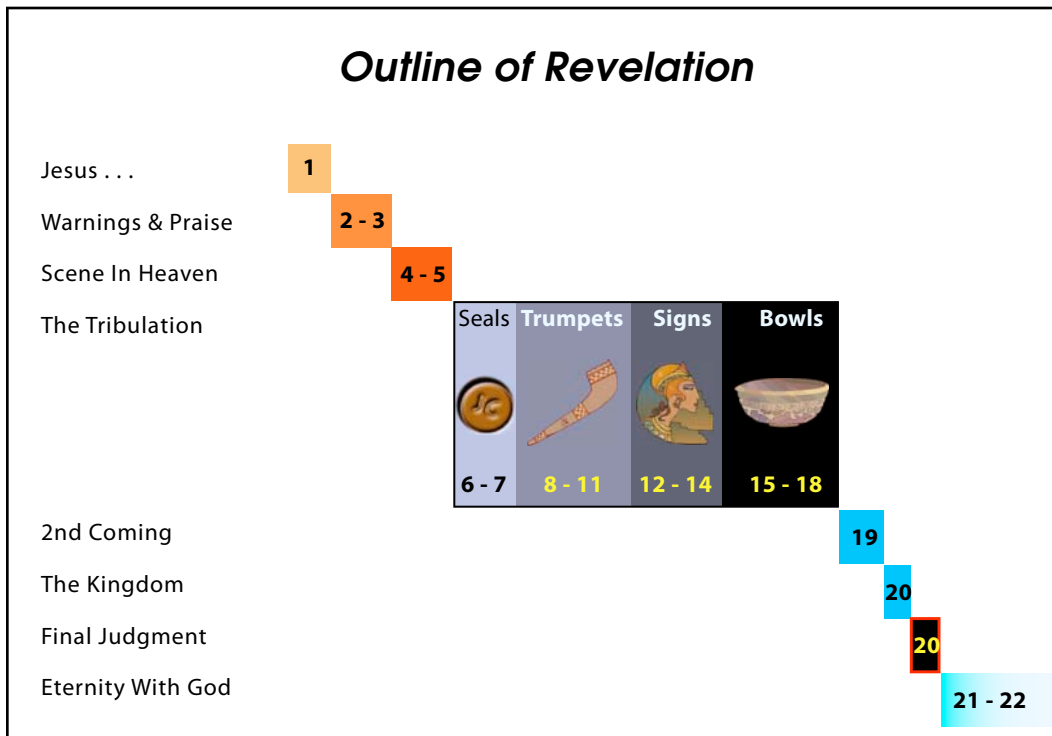 Outline of Revelation
Jesus . . .
1
Warnings & Praise
2 - 3
Scene In Heaven
4 - 5
The Tribulation
Seals Trumpets Signs Bowls
6 - 7 8 - 11 12 - 14 15 - 18
2nd Coming
19
The Kingdom
20
Final Judgment
20
Eternity With God
21 - 22